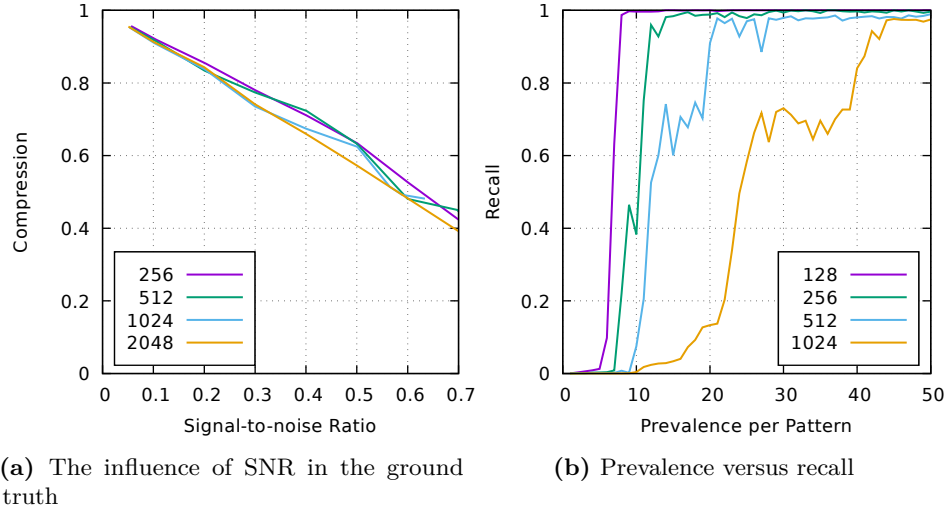 1
0.8
0.6
0.4
0.2
0
0 0.1 0.2 0.3 0.4 0.5 0.6 0.7
Compression
Signal-to-noise Ratio
256
512
1024
2048
(a) The influence of SNR in the ground
truth
1
0.8
0.6
0.4
0.2
0
0 10 20 30 40 50
Recall
Prevalence per Pattern
128
256
512
1024
(b) Prevalence versus recall